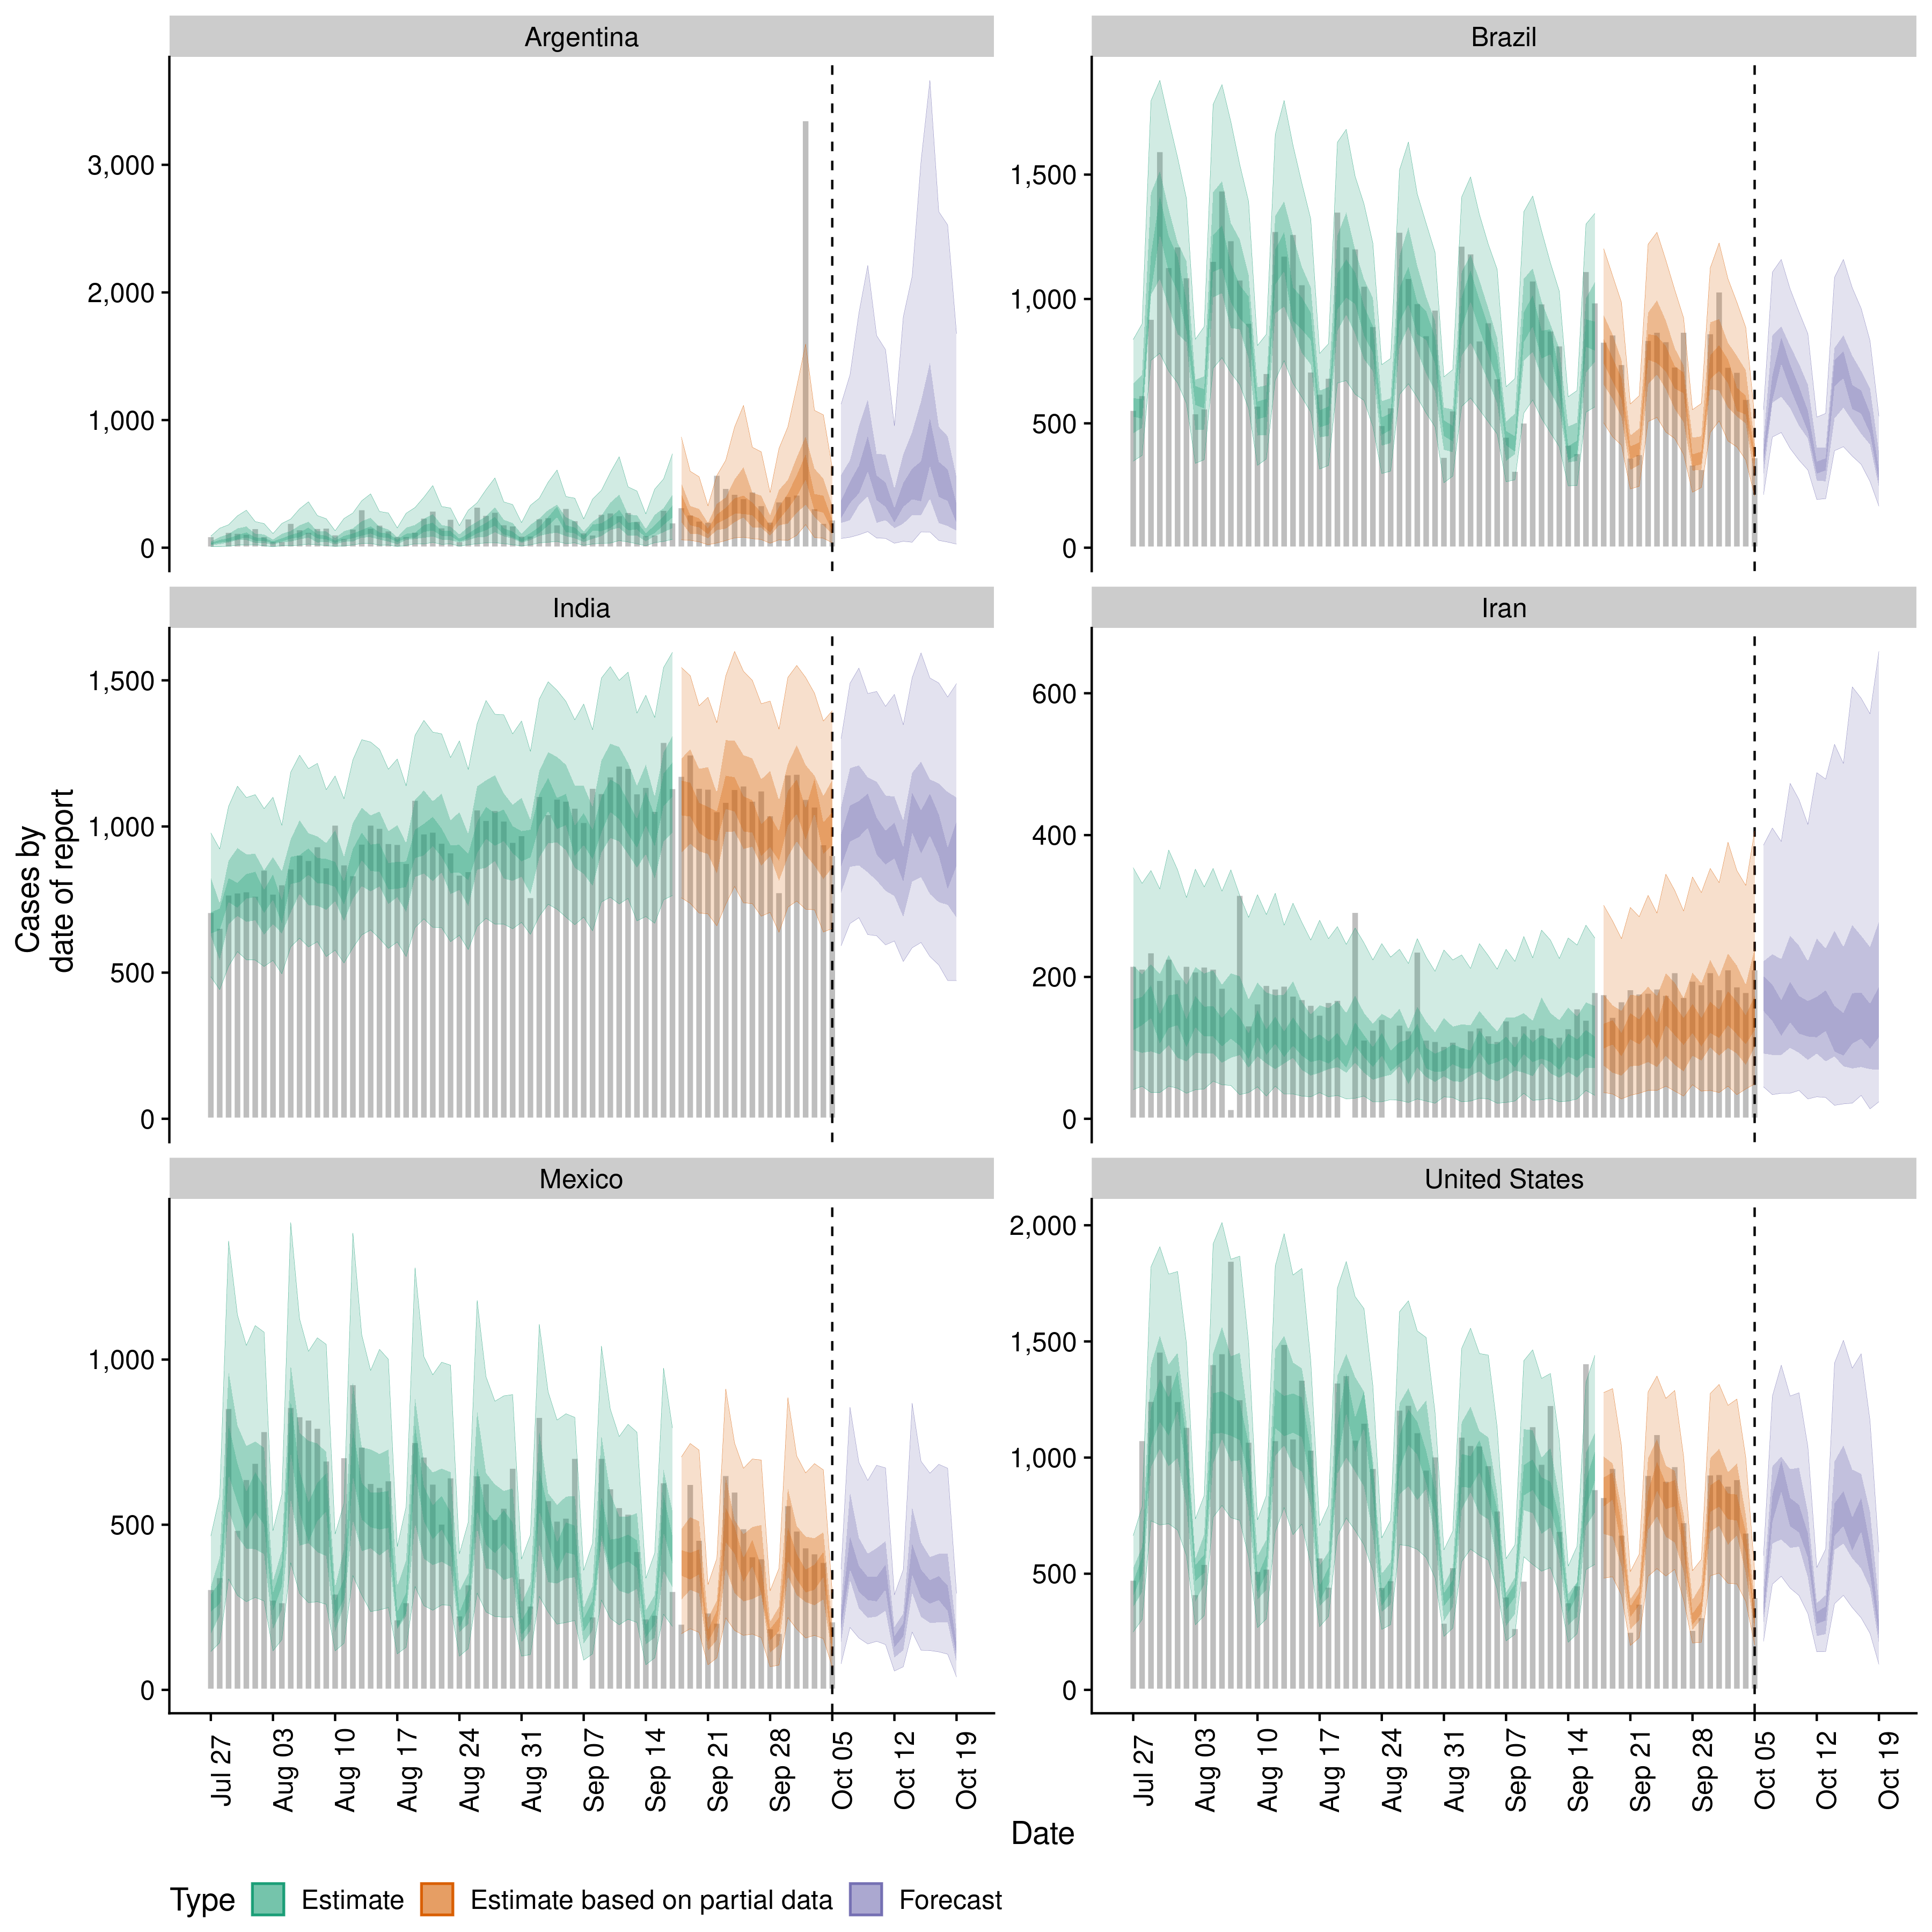 Argentina
Brazil
3,000
2,000
1,000
0
1,500
1,000
500
0
India
Iran
1,500
1,000
500
0
600
400
200
0
Mexico
United States
1,000
500
0
2,000
1,500
1,000
500
0
Cases by
date of report
Jul 27
Aug 03
Aug 10
Aug 17
Aug 24
Aug 31
Sep 07
Sep 14
Sep 21
Sep 28
Oct 05
Oct 12
Oct 19
Jul 27
Aug 03
Aug 10
Aug 17
Aug 24
Aug 31
Sep 07
Sep 14
Sep 21
Sep 28
Oct 05
Oct 12
Oct 19
Date
Type Estimate Estimate based on partial data Forecast